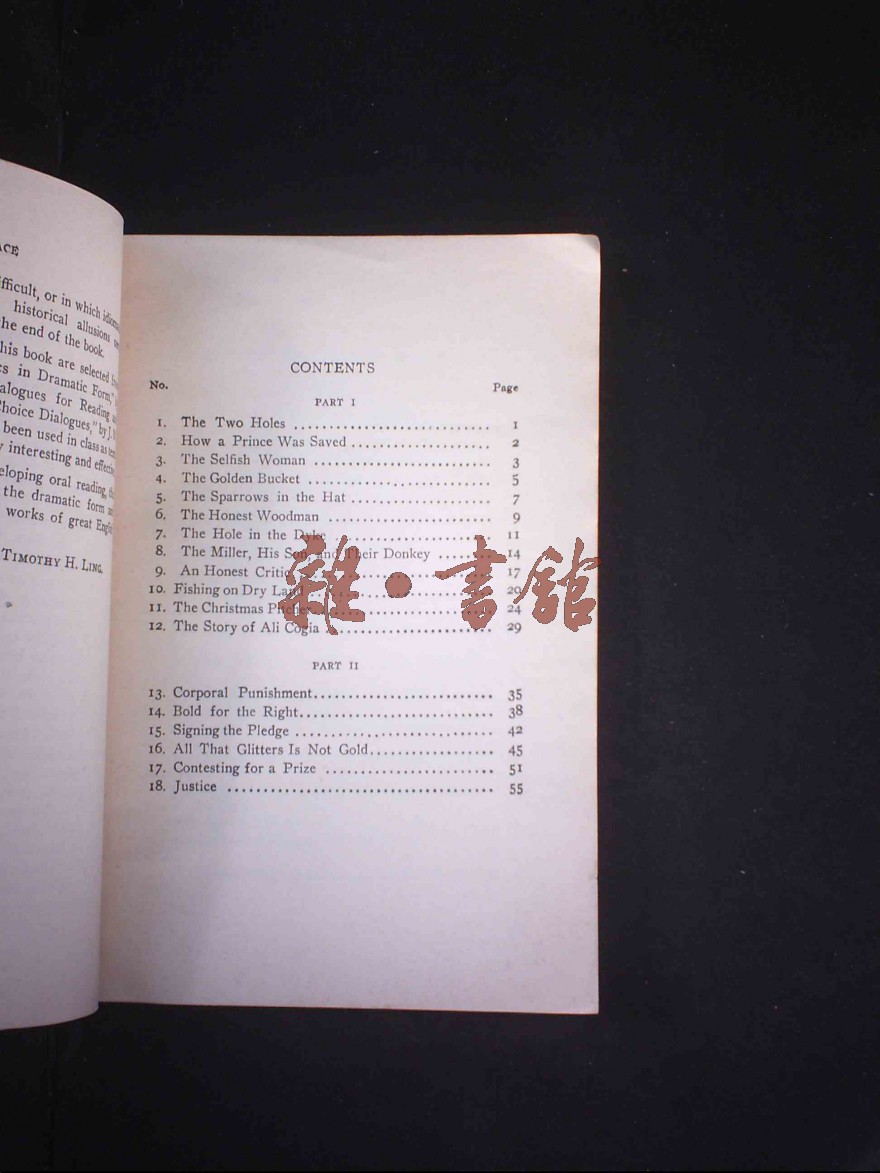 ACE
fficult, or in which
historical allusions
he end of the book.
his book are selected
s in Dramatic Form,"
alogues for Reading
Choice Dialogues," by J.
been used in class as
y interesting and
eloping oral reading,
the dramatic form
works of great
TIMOTHY H. LING.
CONTENTS
No. Page
PART I
1. The Two Holes 1
2. How a Prince Was Saved 2
3. The Selfish Woman 3
4. The Golden Bucket 5
5. The Sparrows in the Hat 7
6. The Honest Woodman 9
7. The Hole in the Dyke 11
8. The Miller, His Son, and Their Donkey 14
9. An Honest Critic 17
10. Fishing on Dry Land 20
11. The Christmas Pitcher 24
12. The Story of Ali Cogia 29
PART II
13. Corporal Punishment 35
14. Bold for the Right 38
15. Signing the Pledge 42
16. All That Glitters Is Not Gold 45
17. Contesting for a Prize 51
18. Justice 55
雜·書館